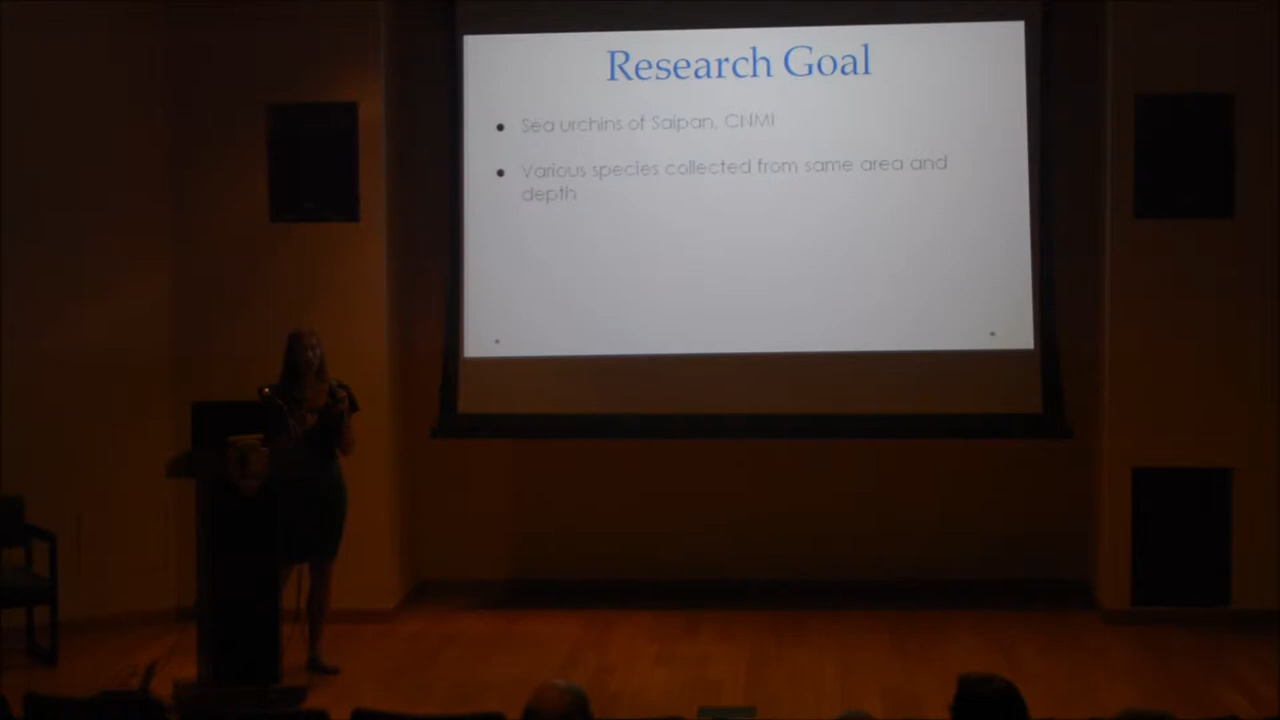 Research Goal
• Sea urchins of Saipan, CNMI
• Various species collected from same area and
depth